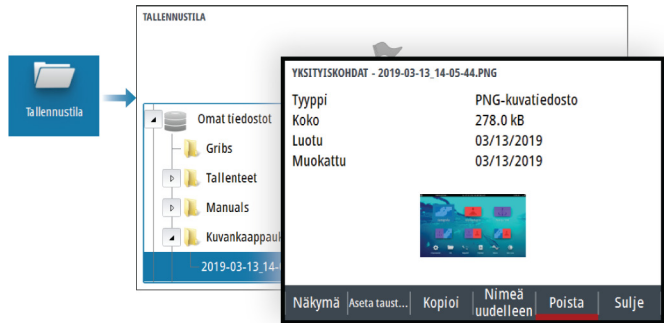 TALLENNUSTILA
Tallennustila
Omat tiedostot
Gribs
Tallenteet
Manuals
Kuvankaappauk
2019-03-13_14-
YKSITYISKOHDAT - 2019-03-13_14-05-44.PNG
Tyyppi PNG-kuvatiedosto
Koko 278.0 kB
Luotu 03/13/2019
Muokattu 03/13/2019
Näkymä Aseta taust... Kopioi Nimeä uudelleen Poista Sulje